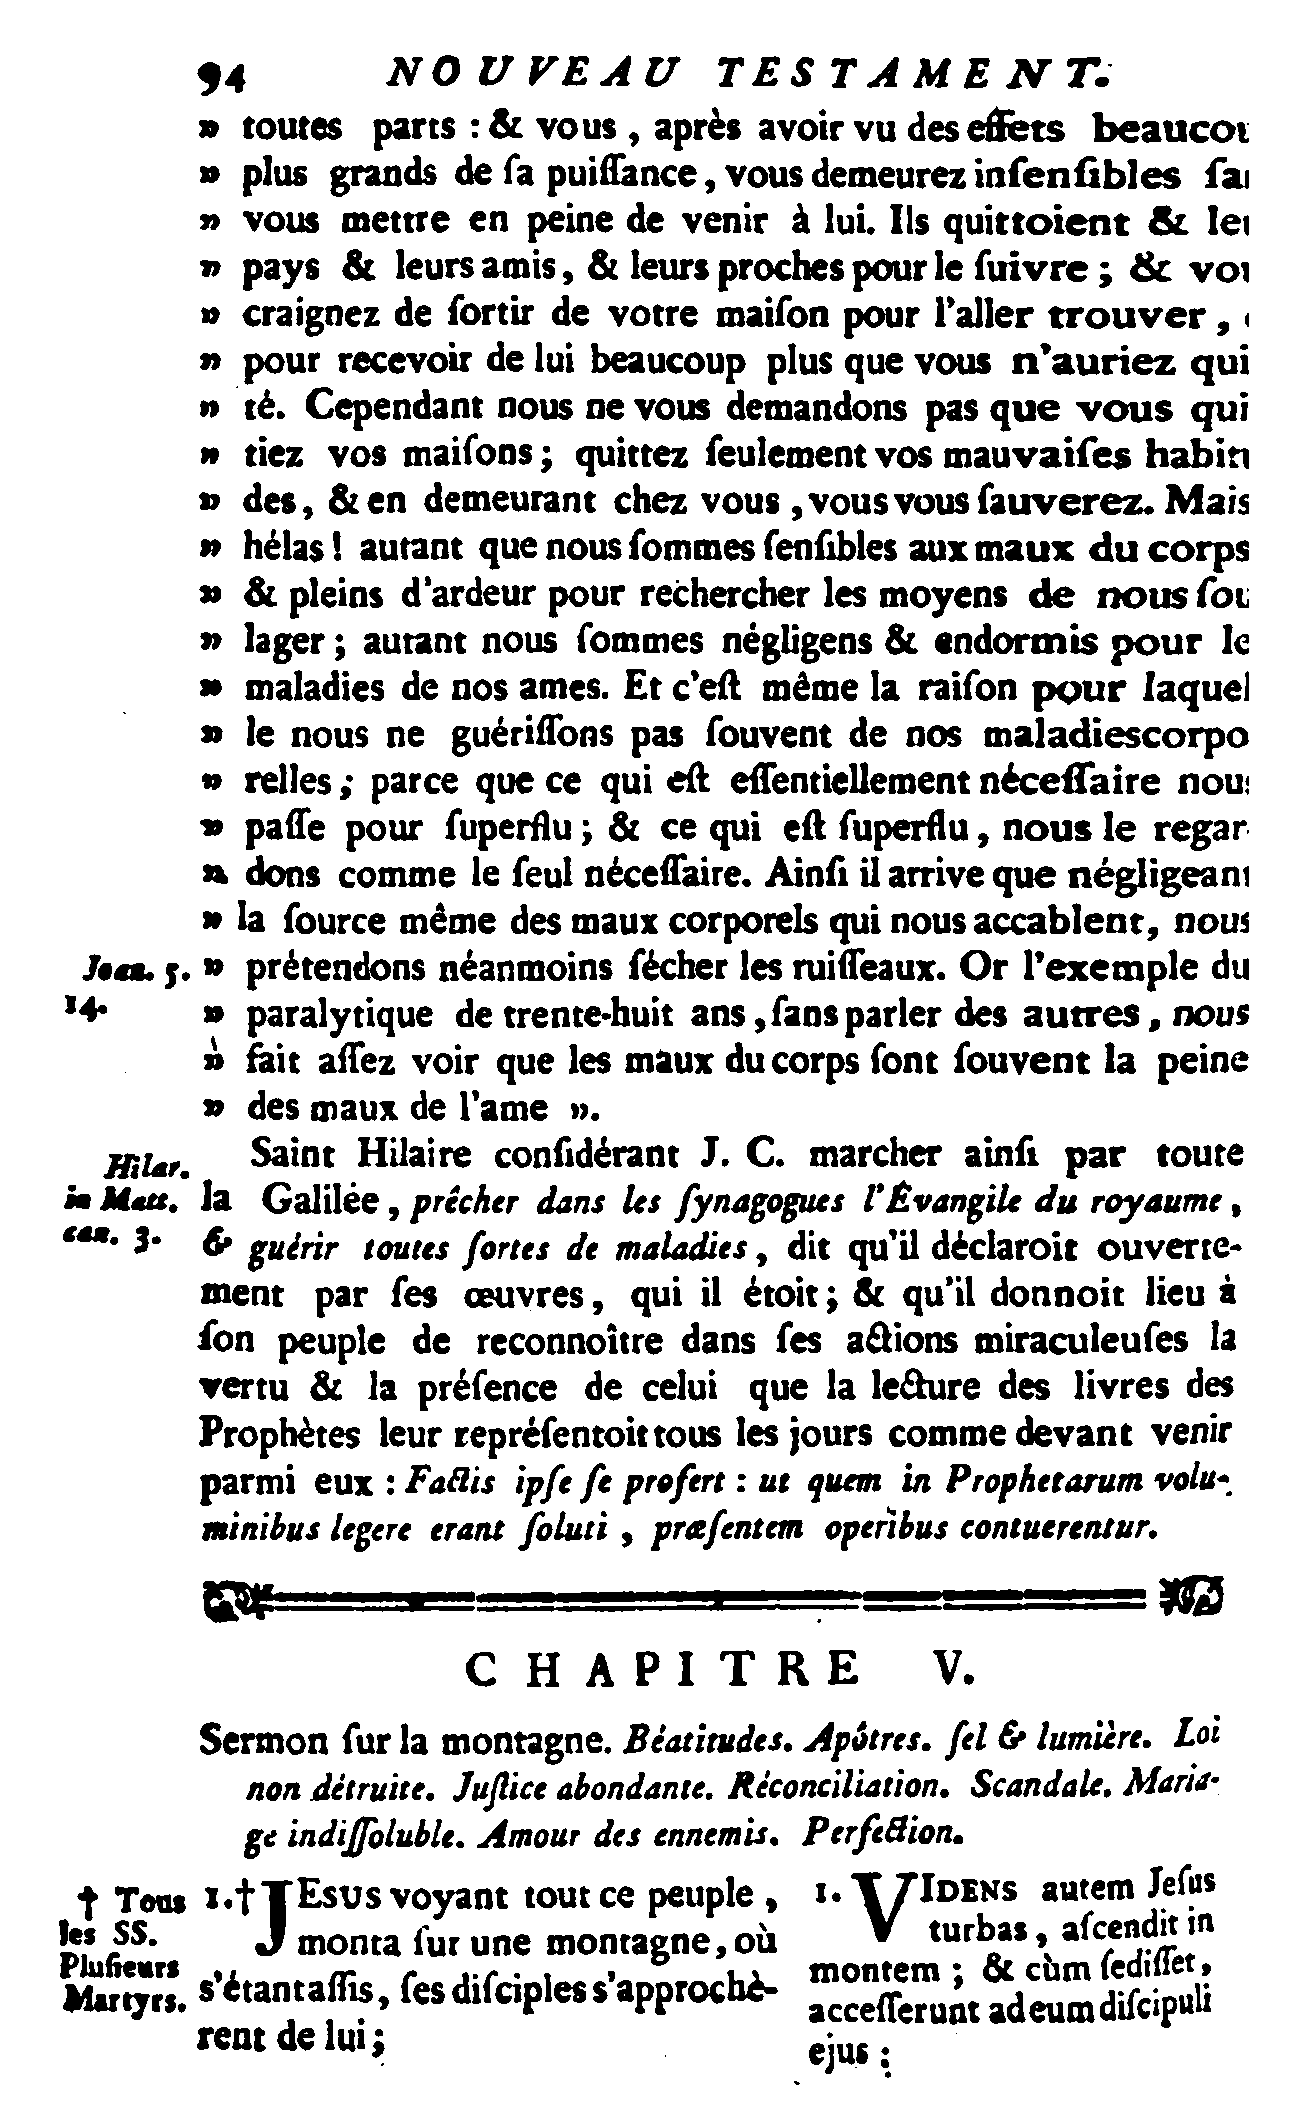 94 NOUVEAU TESTAMENT.
» toutes parts : & vous, après avoir vu des effets beaucou
» plus grands de ſa puiſſance, vous demeurez inſenſibles ſa
» vous mettre en peine de venir à lui. Ils quittoient & leu
» pays & leurs amis, & leurs proches pour le ſuivre ; & vou
» craignez de ſortir de votre maiſon pour l'aller trouver,
» pour recevoir de lui beaucoup plus que vous n'auriez qui
» té. Cependant nous ne vous demandons pas que vous qui
» tiez vos maiſons ; quittez ſeulement vos mauvaiſes habitu
» des, & en demeurant chez vous, vous vous ſauverez. Mais
» hélas ! autant que nous ſommes ſenſibles aux maux du corps
» & pleins d'ardeur pour rechercher les moyens de nous ſou
» lager ; autant nous ſommes négligens & endormis pour le
» maladies de nos ames. Et c'eſt même la raiſon pour laquel
» le nous ne guériſſons pas ſouvent de nos maladies corpo
» relles ; parce que ce qui eſt eſſentiellement néceſſaire nous
» paſſe pour ſuperflu ; & ce qui eſt ſuperflu, nous le regar-
» dons comme le ſeul néceſſaire. Ainſi il arrive que négligeant
» la ſource même des maux corporels qui nous accablent, nous
Joan. 5. » prétendons néanmoins ſécher les ruiſſeaux. Or l'exemple du
14. » paralytique de trente-huit ans, ſans parler des autres, nous
» fait aſſez voir que les maux du corps ſont ſouvent la peine
» des maux de l'ame ».
Hilar. Saint Hilaire conſidérant J. C. marcher ainſi par toute
in Matt. la Galilée, prêcher dans les ſynagogues l'Évangile du royaume,
can. 3. & guérir toutes ſortes de maladies, dit qu'il déclaroit ouverte-
ment par ſes œuvres, qui il étoit ; & qu'il donnoit lieu à
ſon peuple de reconnoître dans ſes actions miraculeuſes la
vertu & la préſence de celui que la lecture des livres des
Prophètes leur repréſentoit tous les jours comme devant venir
parmi eux : Factis ipſe ſe profert : ut quem in Prophetarum volu-
minibus legere erant ſoluti, præſentem operibus contuerentur.
CHAPITRE V.
Sermon ſur la montagne. Béatitudes. Apôtres. ſel & lumière. Loi
non détruite. Juſtice abondante. Réconciliation. Scandale. Maria-
ge indiſſoluble. Amour des ennemis. Perfection.
† Tous
les SS.
Pluſieurs
Martyrs.
1.† JEsus voyant tout ce peuple,
monta ſur une montagne, où
s'étant aſſis, ſes diſciples s'approchè-
rent de lui ;
1. VIDENS autem Jeſus
turbas, aſcendit in
montem ; & cùm ſediſſet,
acceſſerunt ad eum diſcipuli
ejus :